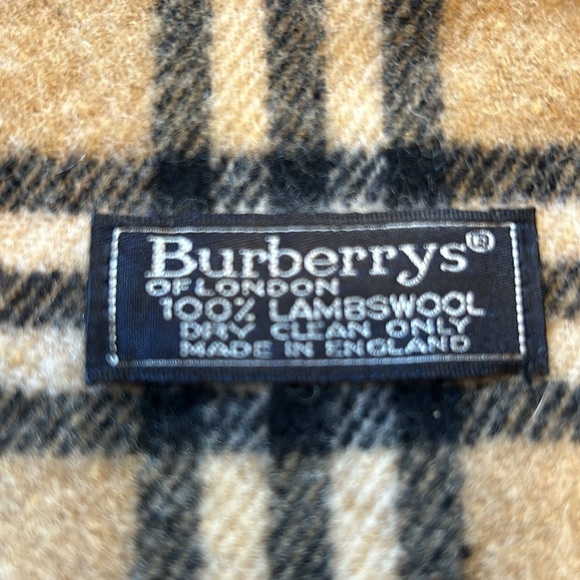 Burberrys®
OF LONDON
100% LAMBSWOOL
DRY CLEAN ONLY
MADE IN ENGLAND